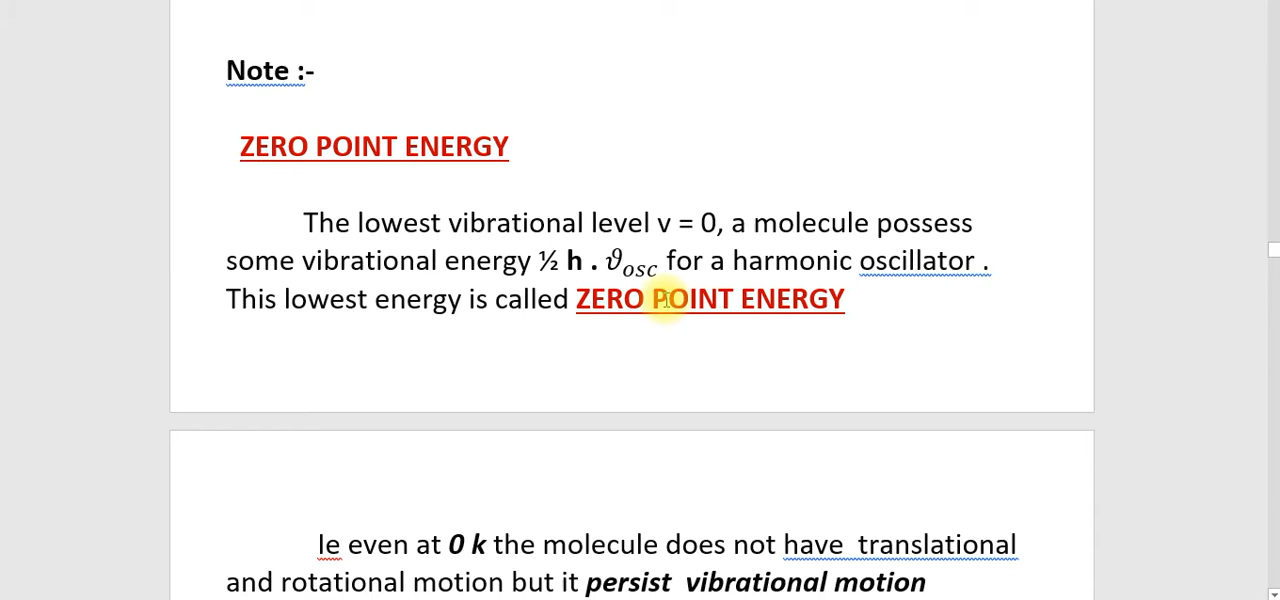 Note :-
ZERO POINT ENERGY
The lowest vibrational level v = 0, a molecule possess
some vibrational energy ½ h . 𝜗osc for a harmonic oscillator .
This lowest energy is called ZERO POINT ENERGY
Ie even at 0 k the molecule does not have  translational
and rotational motion but it persist  vibrational motion